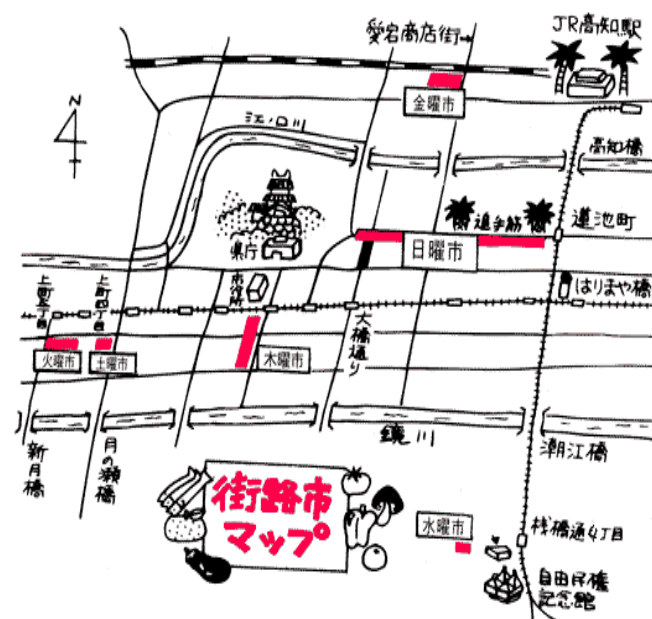 愛宕商店街→
JR高知駅
N
金曜市
江ノ口川
高知橋
追手筋
蓮池町
日曜市
県庁
市役所
はりまや橋
上町五丁目
上町四丁目
大橋通り
火曜市
土曜市
木曜市
鏡川
新月橋
月の瀬橋
潮江橋
街路市
マップ
水曜市
桟橋通4丁目
自由民権
記念館